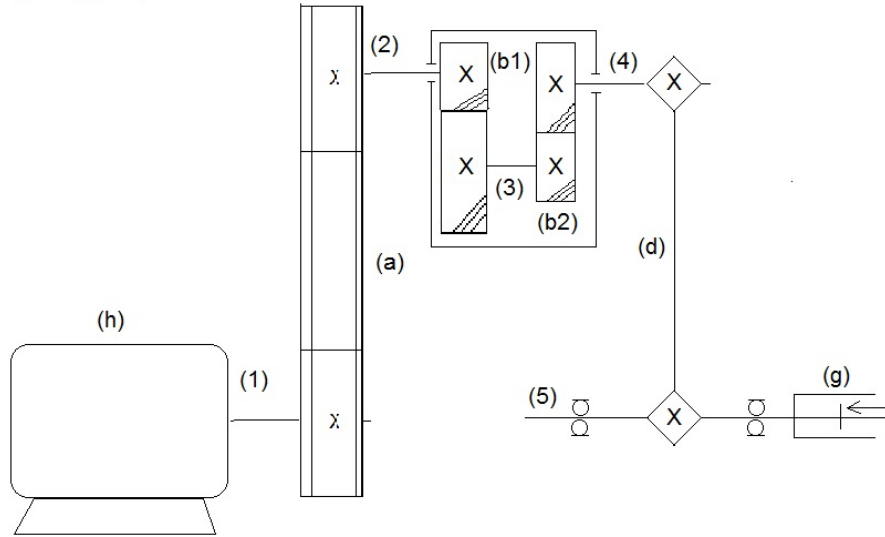 X
(2)
X
(b1)
X
(4)
X
X
(3)
X
(b2)
(a)
(d)
(h)
(1)
X
(5)
X
(g)